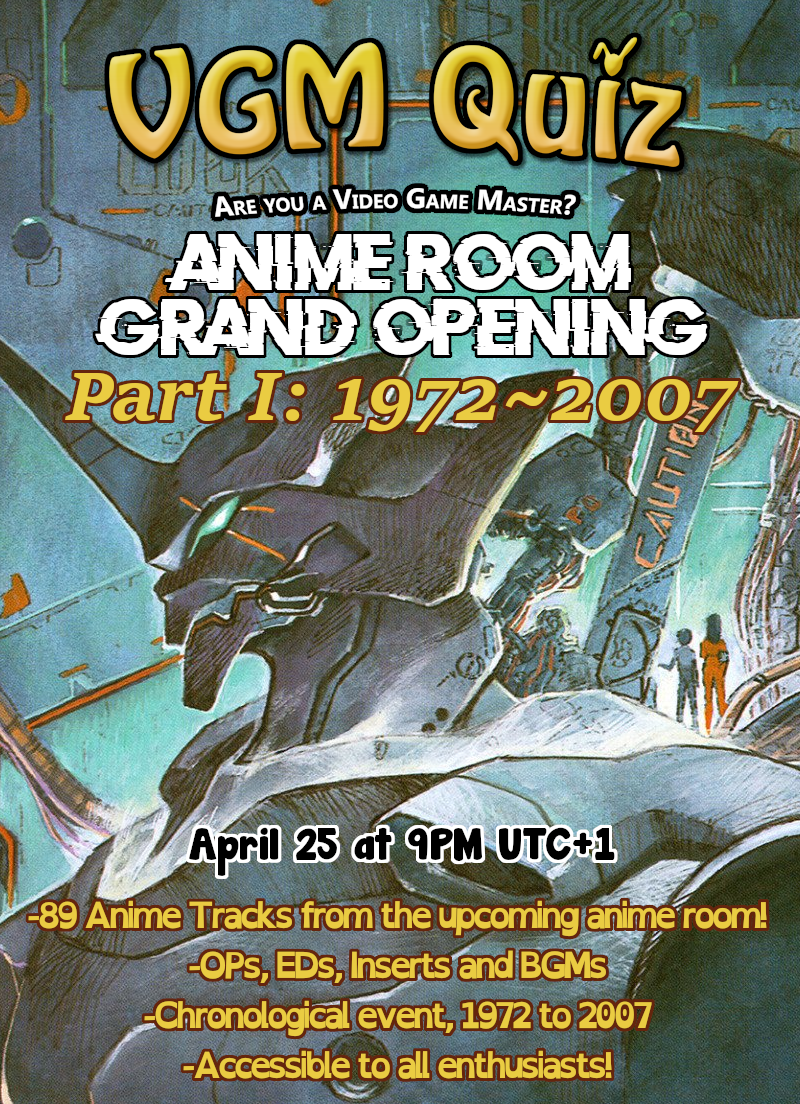 VGM Quiz
Are you a Video Game Master?
ANIME ROOM
GRAND OPENING
Part I: 1972~2007
CAUTION
April 25 at 9PM UTC+1
-89 Anime Tracks from the upcoming anime room!
-OPs, EDs, Inserts and BGMs
-Chronological event, 1972 to 2007
-Accessible to all enthusiasts!